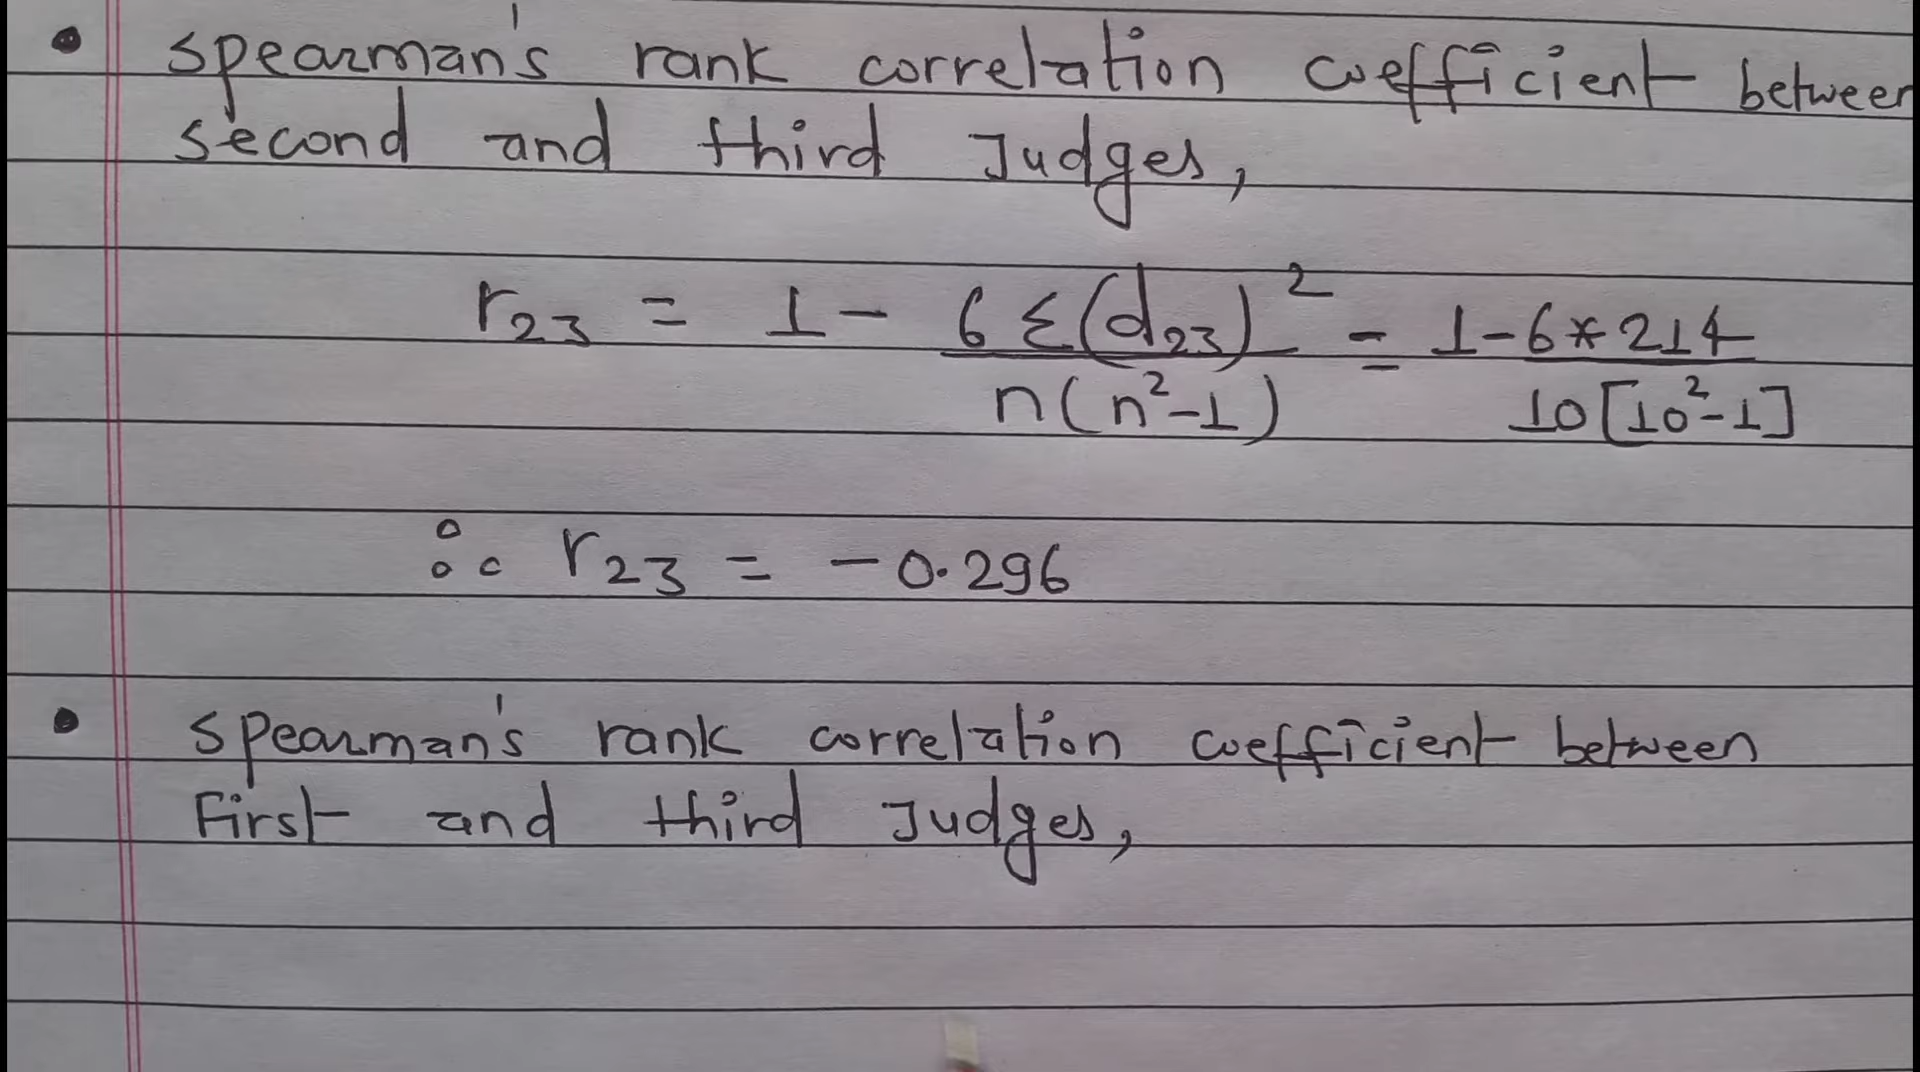 • Spearman's rank correlation coefficient between
second and third Judges,
r₂₃ = 1 - 6 Σ(d₂₃)² / n(n²-1) = 1 - 6*214 / 10[10²-1]
∴ r₂₃ = -0.296
• Spearman's rank correlation coefficient between
First and third Judges,